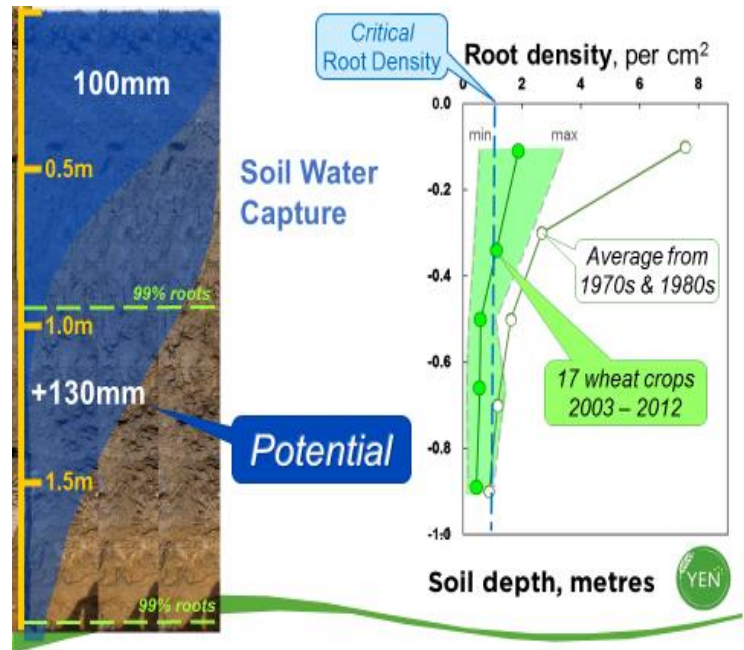 100mm
0.5m
99% roots
1.0m
+130mm
1.5m
99% roots
Soil Water
Capture
Potential
Critical
Root Density
Root density, per cm²
0 2 4 6 8
0.0
-0.2
-0.4
-0.6
-0.8
-1.0
min
max
Average from
1970s & 1980s
17 wheat crops
2003 – 2012
Soil depth, metres
YEN